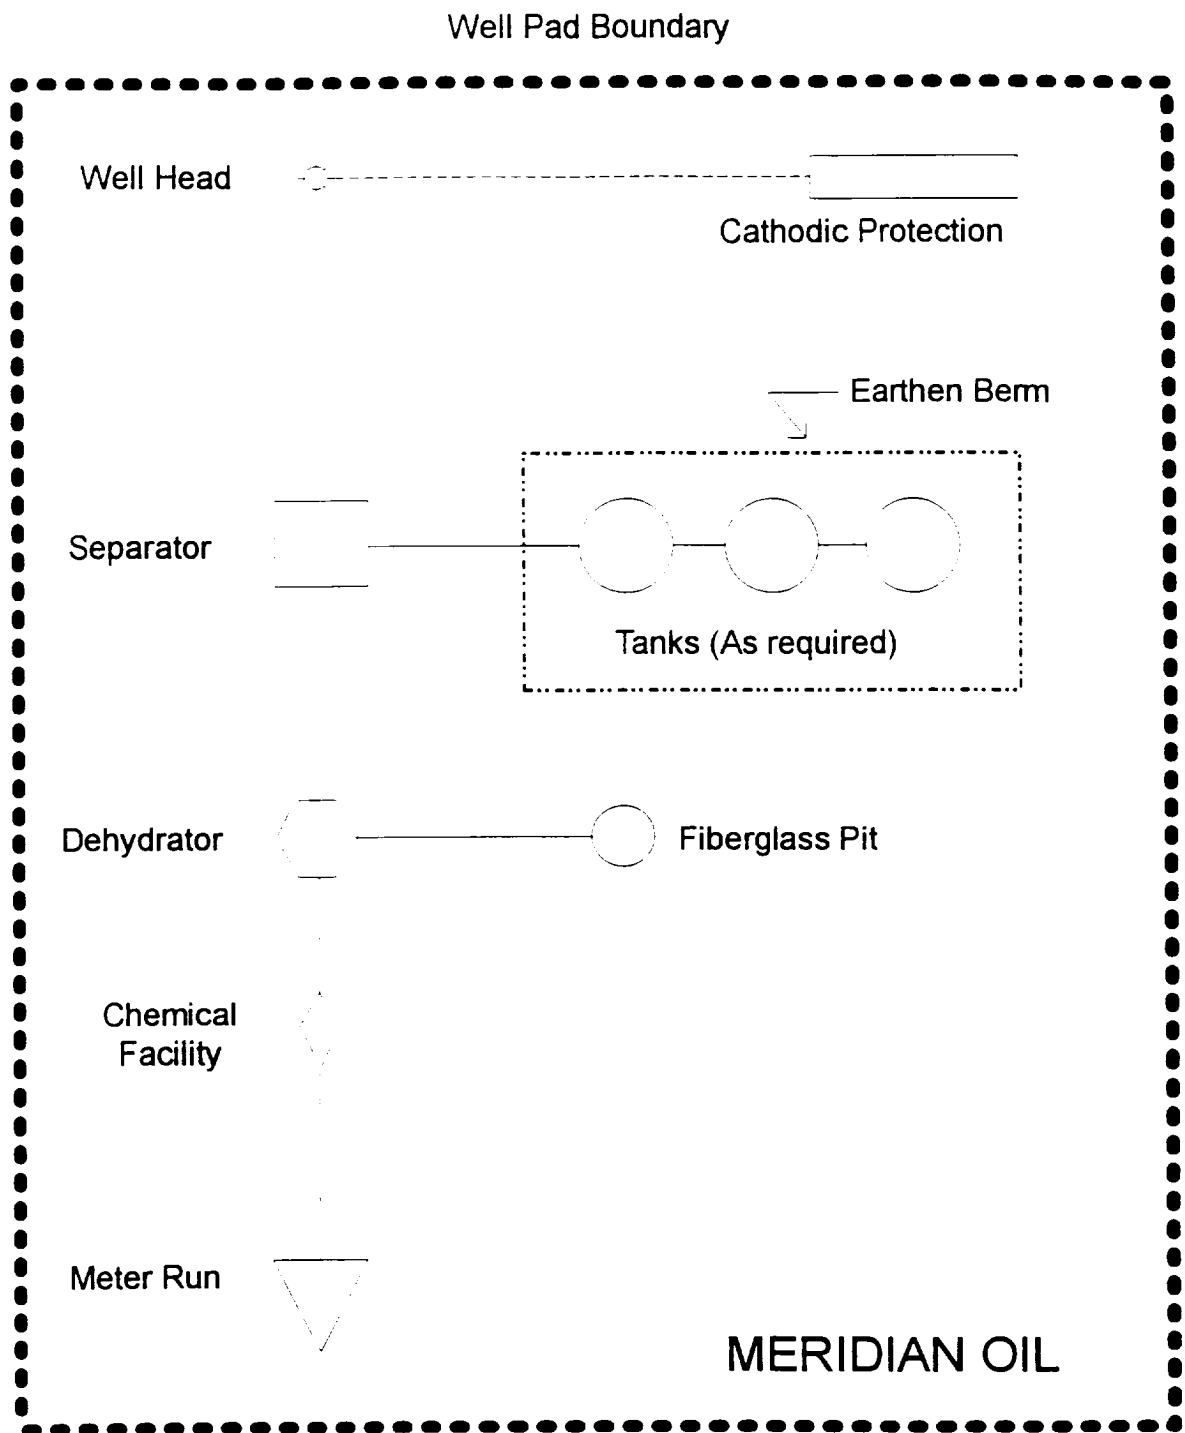 Well Pad Boundary
Well Head
Cathodic Protection
Earthen Berm
Separator
Tanks (As required)
Dehydrator
Fiberglass Pit
Chemical
Facility
Meter Run
MERIDIAN OIL